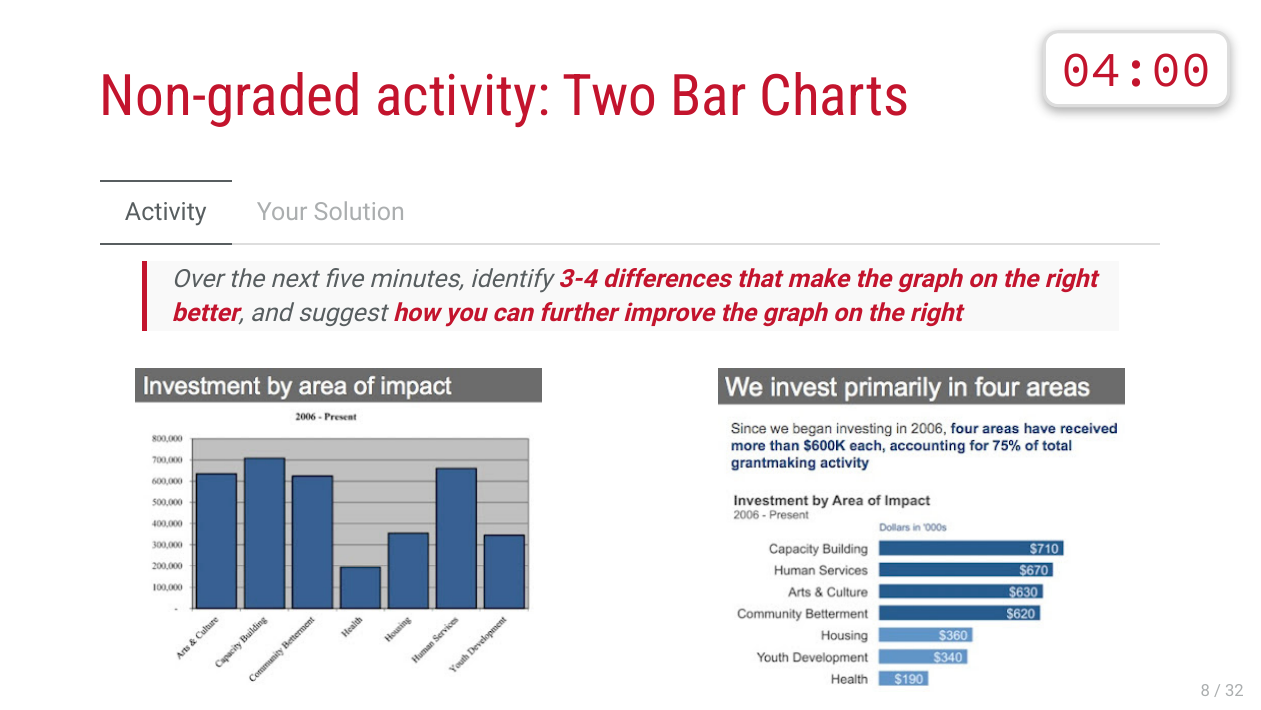 04:00
Non-graded activity: Two Bar Charts
Activity
Your Solution
Over the next five minutes, identify 3-4 differences that make the graph on the right
better, and suggest how you can further improve the graph on the right
Investment by area of impact
2006 - Present
800,000
700,000
600,000
500,000
400,000
300,000
200,000
100,000
-
Arts & Culture
Capacity Building
Community Betterment
Health
Housing
Human Services
Youth Development
We invest primarily in four areas
Since we began investing in 2006, four areas have received
more than $600K each, accounting for 75% of total
grantmaking activity
Investment by Area of Impact
2006 - Present
Dollars in '000s
Capacity Building $710
Human Services $670
Arts & Culture $630
Community Betterment $620
Housing $360
Youth Development $340
Health $190
8 / 32